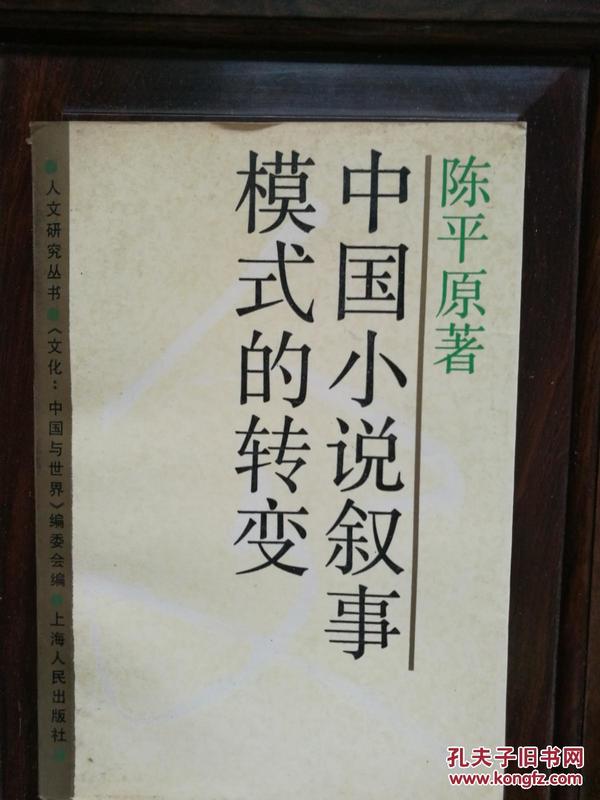 陈平原著
中国小说叙事
模式的转变
人文研究丛书《文化：中国与世界》编委会编 上海人民出版社
孔夫子旧书网
www.kongfz.com